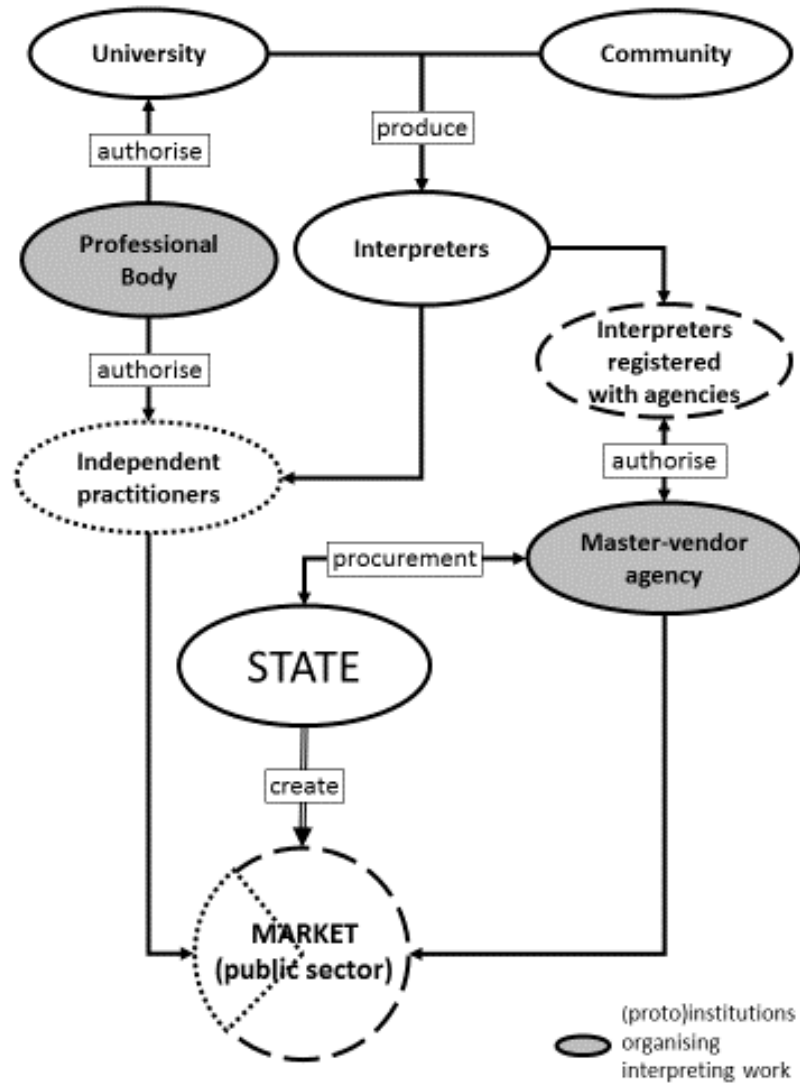 University
Community
authorise
produce
Professional
Body
Interpreters
Interpreters
registered
with agencies
authorise
Independent
practitioners
authorise
procurement
Master-vendor
agency
STATE
create
MARKET
(public sector)
(proto)institutions
organising
interpreting work